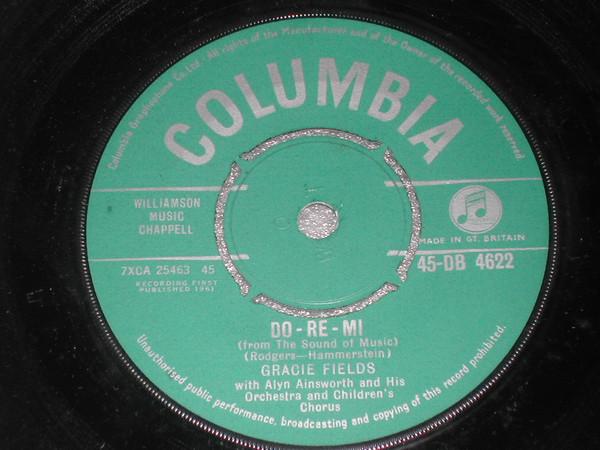 Columbia Graphophone Co. Ltd · All rights of the Manufacturer and of the Owner of the recorded work reserved
COLUMBIA
WILLIAMSON
MUSIC
CHAPPELL
MADE IN GT. BRITAIN
7XCA 25463 45
45-DB 4622
RECORDING FIRST
PUBLISHED 1961
DO-RE-MI
(from The Sound of Music)
(Rodgers—Hammerstein)
GRACIE FIELDS
with Alyn Ainsworth and His
Orchestra and Children's
Chorus
Unauthorised public performance, broadcasting and copying of this record prohibited.